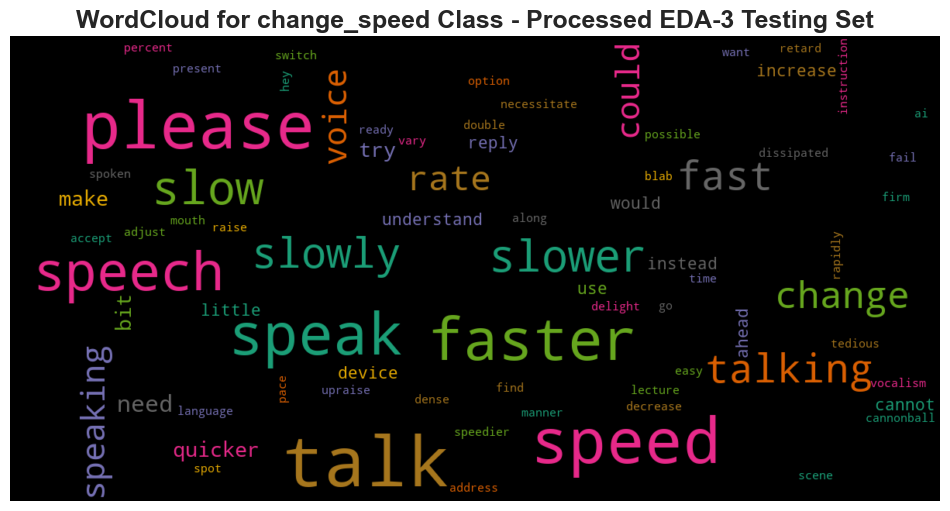 WordCloud for change_speed Class - Processed EDA-3 Testing Set
percent
switch
want
retard
instruction
present
hey
voice
could
increase
option
necessitate
ai
please
ready
vary
double
possible
try
reply
dissipated
fail
spoken
slow
rate
blab
fast
make
would
firm
mouth
understand
along
accept
adjust
raise
slowly
slower
instead
rapidly
speech
time
use
change
bit
little
delight
go
ahead
speak
faster
tedious
speaking
device
easy
talking
vocalism
pace
upraise
find
lecture
need
language
dense
manner
decrease
cannot
cannonball
quicker
talk
speedier
speed
spot
address
scene